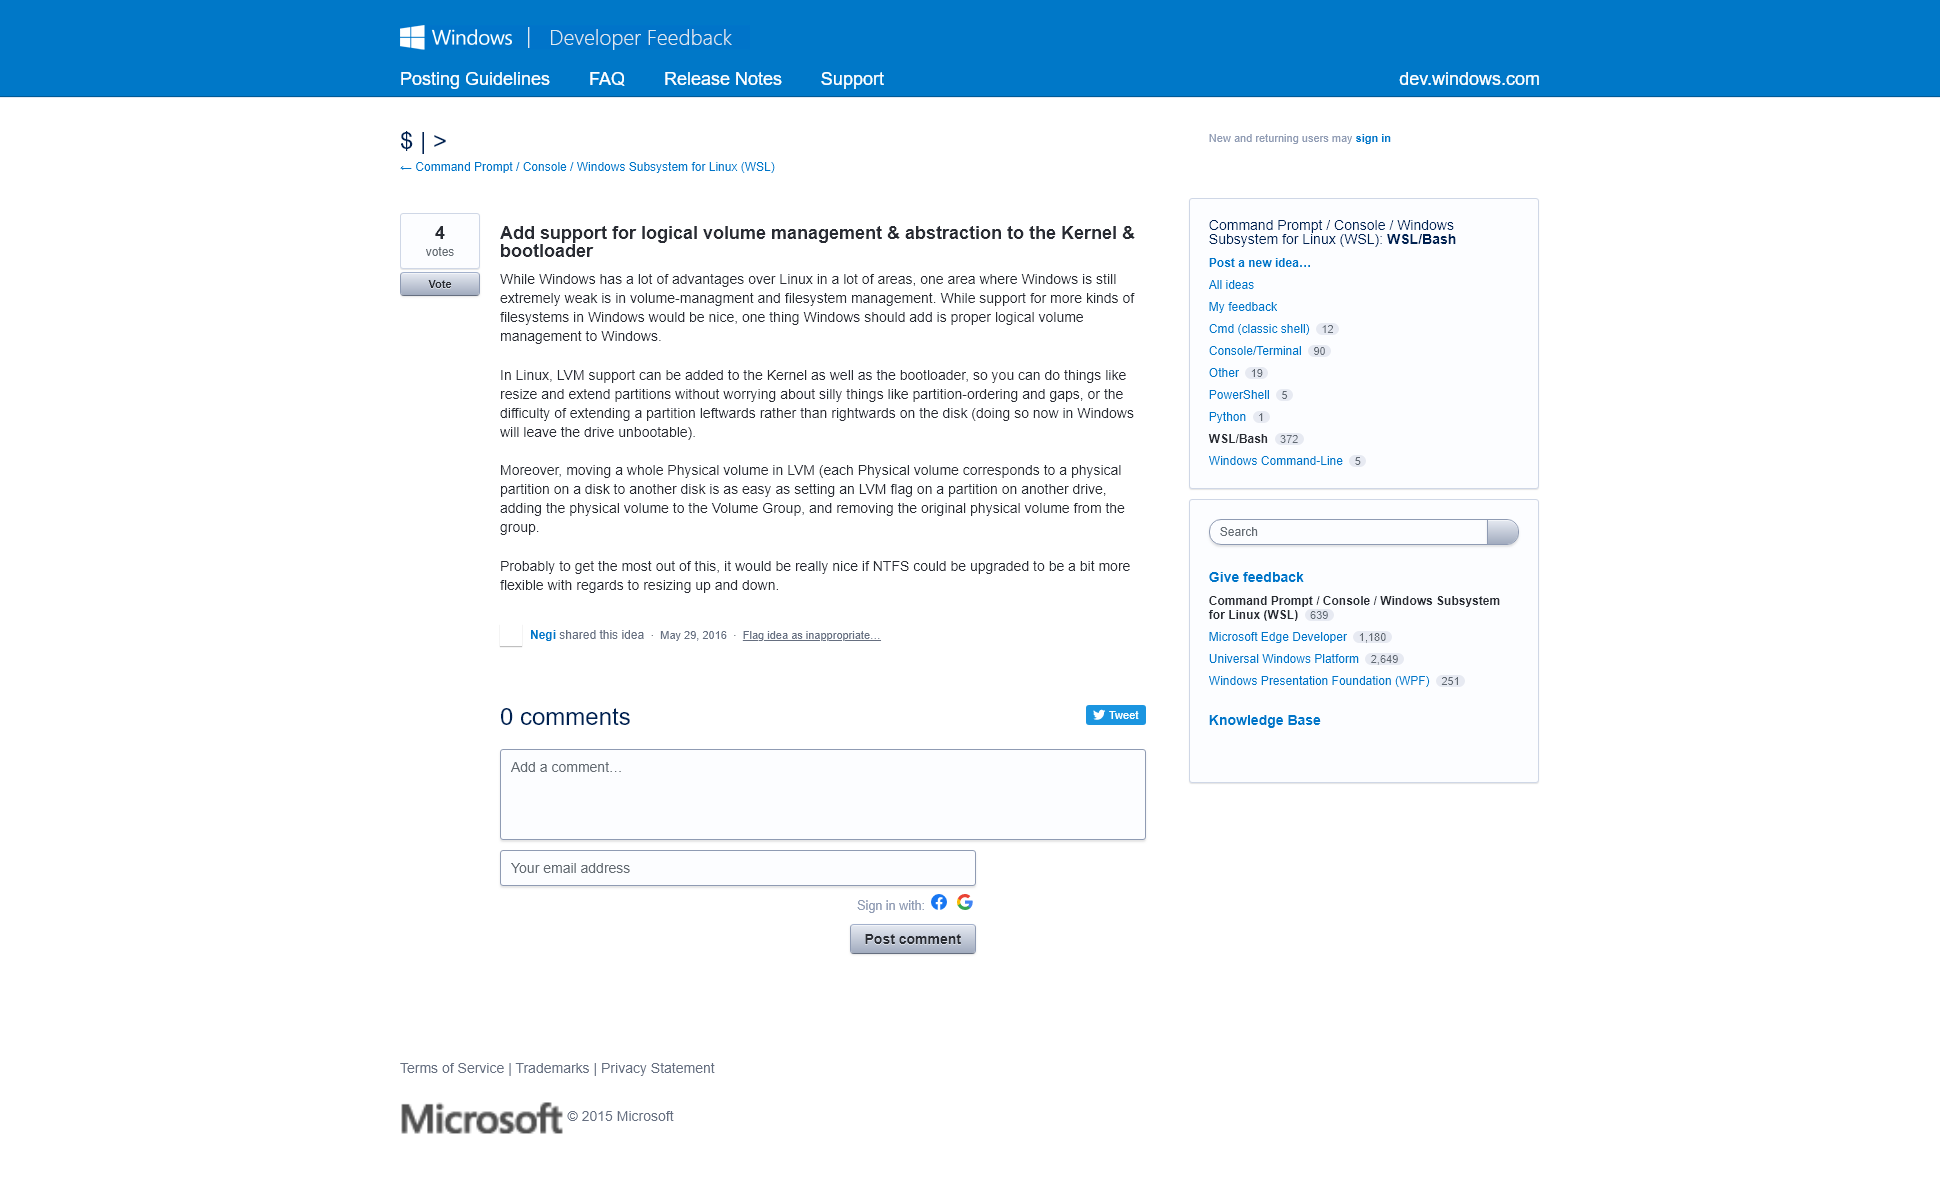 Windows | Developer Feedback
Posting Guidelines FAQ Release Notes Support dev.windows.com
$ | >
← Command Prompt / Console / Windows Subsystem for Linux (WSL)
New and returning users may sign in
4
votes
Vote
Add support for logical volume management & abstraction to the Kernel &
bootloader
While Windows has a lot of advantages over Linux in a lot of areas, one area where Windows is still
extremely weak is in volume-managment and filesystem management. While support for more kinds of
filesystems in Windows would be nice, one thing Windows should add is proper logical volume
management to Windows.
In Linux, LVM support can be added to the Kernel as well as the bootloader, so you can do things like
resize and extend partitions without worrying about silly things like partition-ordering and gaps, or the
difficulty of extending a partition leftwards rather than rightwards on the disk (doing so now in Windows
will leave the drive unbootable).
Moreover, moving a whole Physical volume in LVM (each Physical volume corresponds to a physical
partition on a disk to another disk is as easy as setting an LVM flag on a partition on another drive,
adding the physical volume to the Volume Group, and removing the original physical volume from the
group.
Probably to get the most out of this, it would be really nice if NTFS could be upgraded to be a bit more
flexible with regards to resizing up and down.
Negi shared this idea · May 29, 2016 · Flag idea as inappropriate…
0 comments
Tweet
Add a comment…
Your email address
Sign in with:
Post comment
Command Prompt / Console / Windows
Subsystem for Linux (WSL): WSL/Bash
Post a new idea…
All ideas
My feedback
Cmd (classic shell) 12
Console/Terminal 90
Other 19
PowerShell 5
Python 1
WSL/Bash 372
Windows Command-Line 5
Search
Give feedback
Command Prompt / Console / Windows Subsystem
for Linux (WSL) 639
Microsoft Edge Developer 1,180
Universal Windows Platform 2,649
Windows Presentation Foundation (WPF) 251
Knowledge Base
Terms of Service | Trademarks | Privacy Statement
Microsoft © 2015 Microsoft